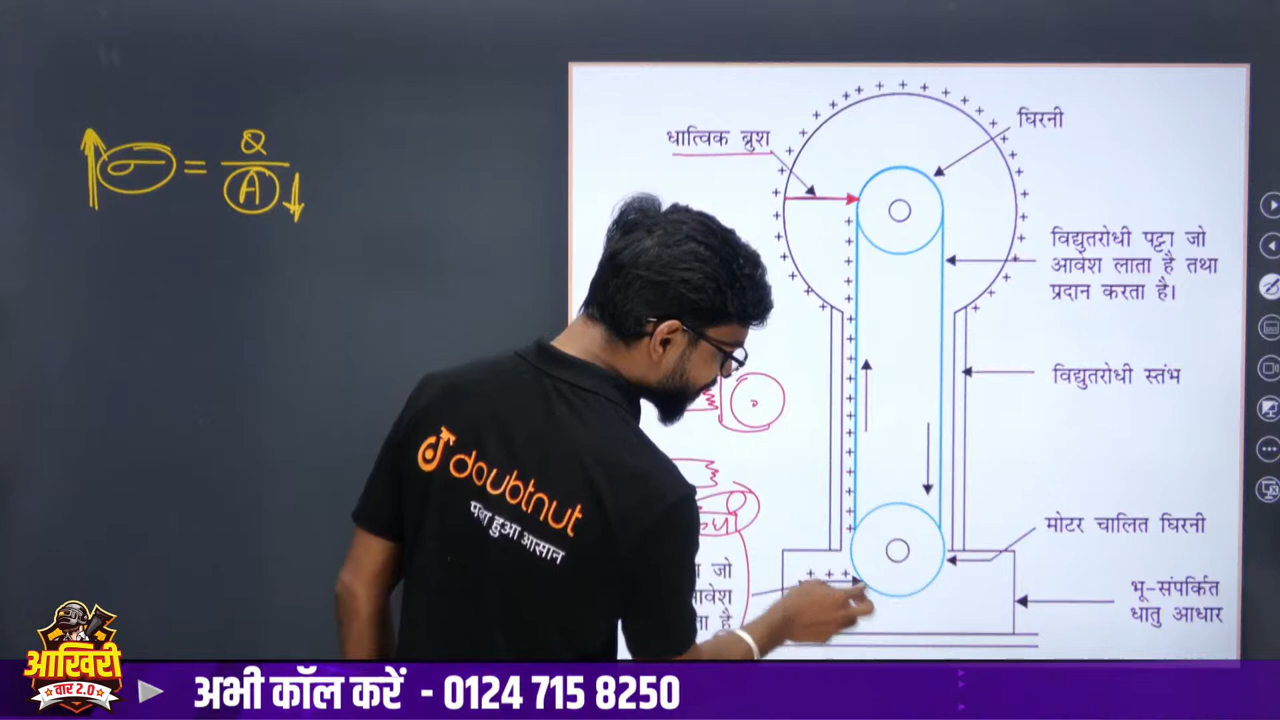 σ = Q
A
धात्विक ब्रुश
घिरनी
विद्युतरोधी पट्टा जो
आवेश लाता है तथा
प्रदान करता है।
विद्युतरोधी स्तंभ
मोटर चालित घिरनी
भू-संपर्कित
धातु आधार
जो
आवेश
है
doubtnut
पढ़ना हुआ आसान
आखिरी
वार 2.0
अभी कॉल करें - 0124 715 8250